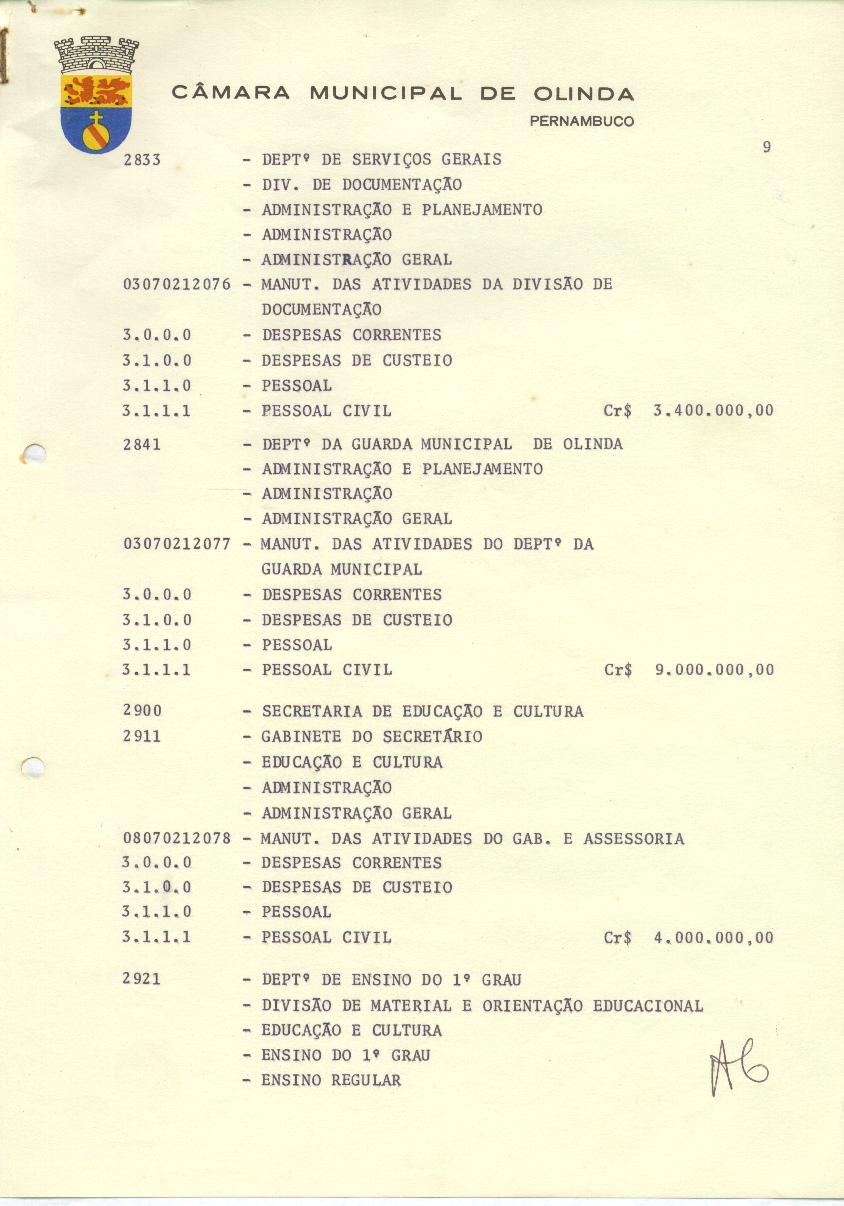 CÂMARA MUNICIPAL DE OLINDA
PERNAMBUCO
9
2833 - DEPTº DE SERVIÇOS GERAIS
- DIV. DE DOCUMENTAÇÃO
- ADMINISTRAÇÃO E PLANEJAMENTO
- ADMINISTRAÇÃO
- ADMINISTRAÇÃO GERAL
03070212076 - MANUT. DAS ATIVIDADES DA DIVISÃO DE
DOCUMENTAÇÃO
3.0.0.0 - DESPESAS CORRENTES
3.1.0.0 - DESPESAS DE CUSTEIO
3.1.1.0 - PESSOAL
3.1.1.1 - PESSOAL CIVIL Cr$ 3.400.000,00
2841 - DEPTº DA GUARDA MUNICIPAL DE OLINDA
- ADMINISTRAÇÃO E PLANEJAMENTO
- ADMINISTRAÇÃO
- ADMINISTRAÇÃO GERAL
03070212077 - MANUT. DAS ATIVIDADES DO DEPTº DA
GUARDA MUNICIPAL
3.0.0.0 - DESPESAS CORRENTES
3.1.0.0 - DESPESAS DE CUSTEIO
3.1.1.0 - PESSOAL
3.1.1.1 - PESSOAL CIVIL Cr$ 9.000.000,00
2900 - SECRETARIA DE EDUCAÇÃO E CULTURA
2911 - GABINETE DO SECRETÁRIO
- EDUCAÇÃO E CULTURA
- ADMINISTRAÇÃO
- ADMINISTRAÇÃO GERAL
08070212078 - MANUT. DAS ATIVIDADES DO GAB. E ASSESSORIA
3.0.0.0 - DESPESAS CORRENTES
3.1.0.0 - DESPESAS DE CUSTEIO
3.1.1.0 - PESSOAL
3.1.1.1 - PESSOAL CIVIL Cr$ 4.000.000,00
2921 - DEPTº DE ENSINO DO 1º GRAU
- DIVISÃO DE MATERIAL E ORIENTAÇÃO EDUCACIONAL
- EDUCAÇÃO E CULTURA
- ENSINO DO 1º GRAU
- ENSINO REGULAR